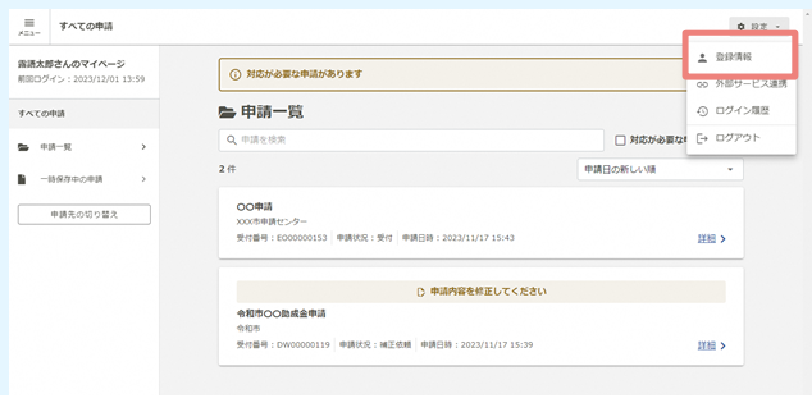 メニュー
すべての申請
設定
電請太郎さんのマイページ
前回ログイン：2023/12/01 13:59
すべての申請
申請一覧
一時保存中の申請
申請先の切り替え
対応が必要な申請があります
申請一覧
申請を検索
対応が必要な
2 件
申請日の新しい順
〇〇申請
XXX市申請センター
受付番号：EO00000153 申請状況：受付 申請日時：2023/11/17 15:43
詳細
申請内容を修正してください
令和市〇〇助成金申請
令和市
受付番号：DW00000119 申請状況：補正依頼 申請日時：2023/11/17 15:39
詳細
登録情報
外部サービス連携
ログイン履歴
ログアウト